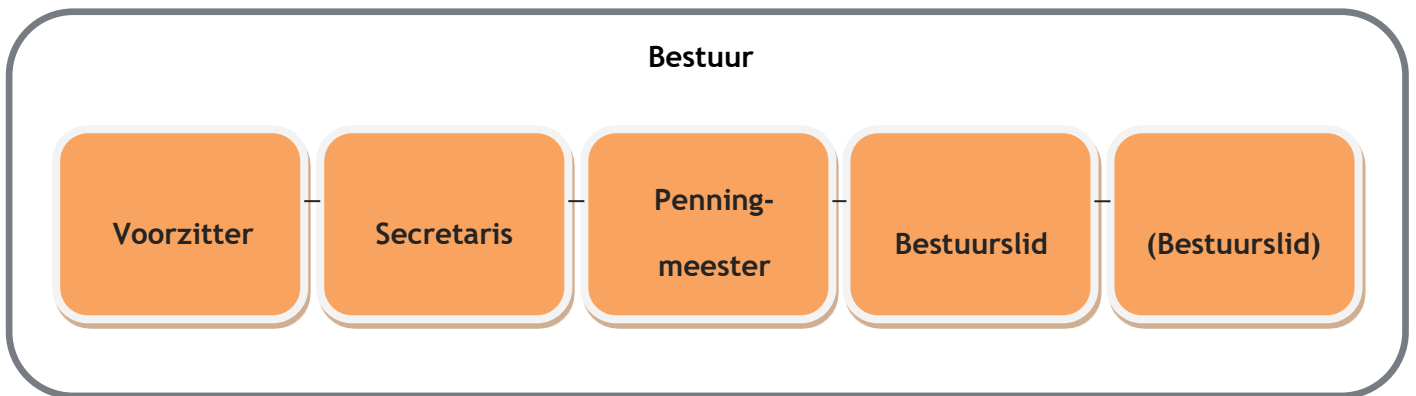 Bestuur
Voorzitter
Secretaris
Penning-
meester
Bestuurslid
(Bestuurslid)